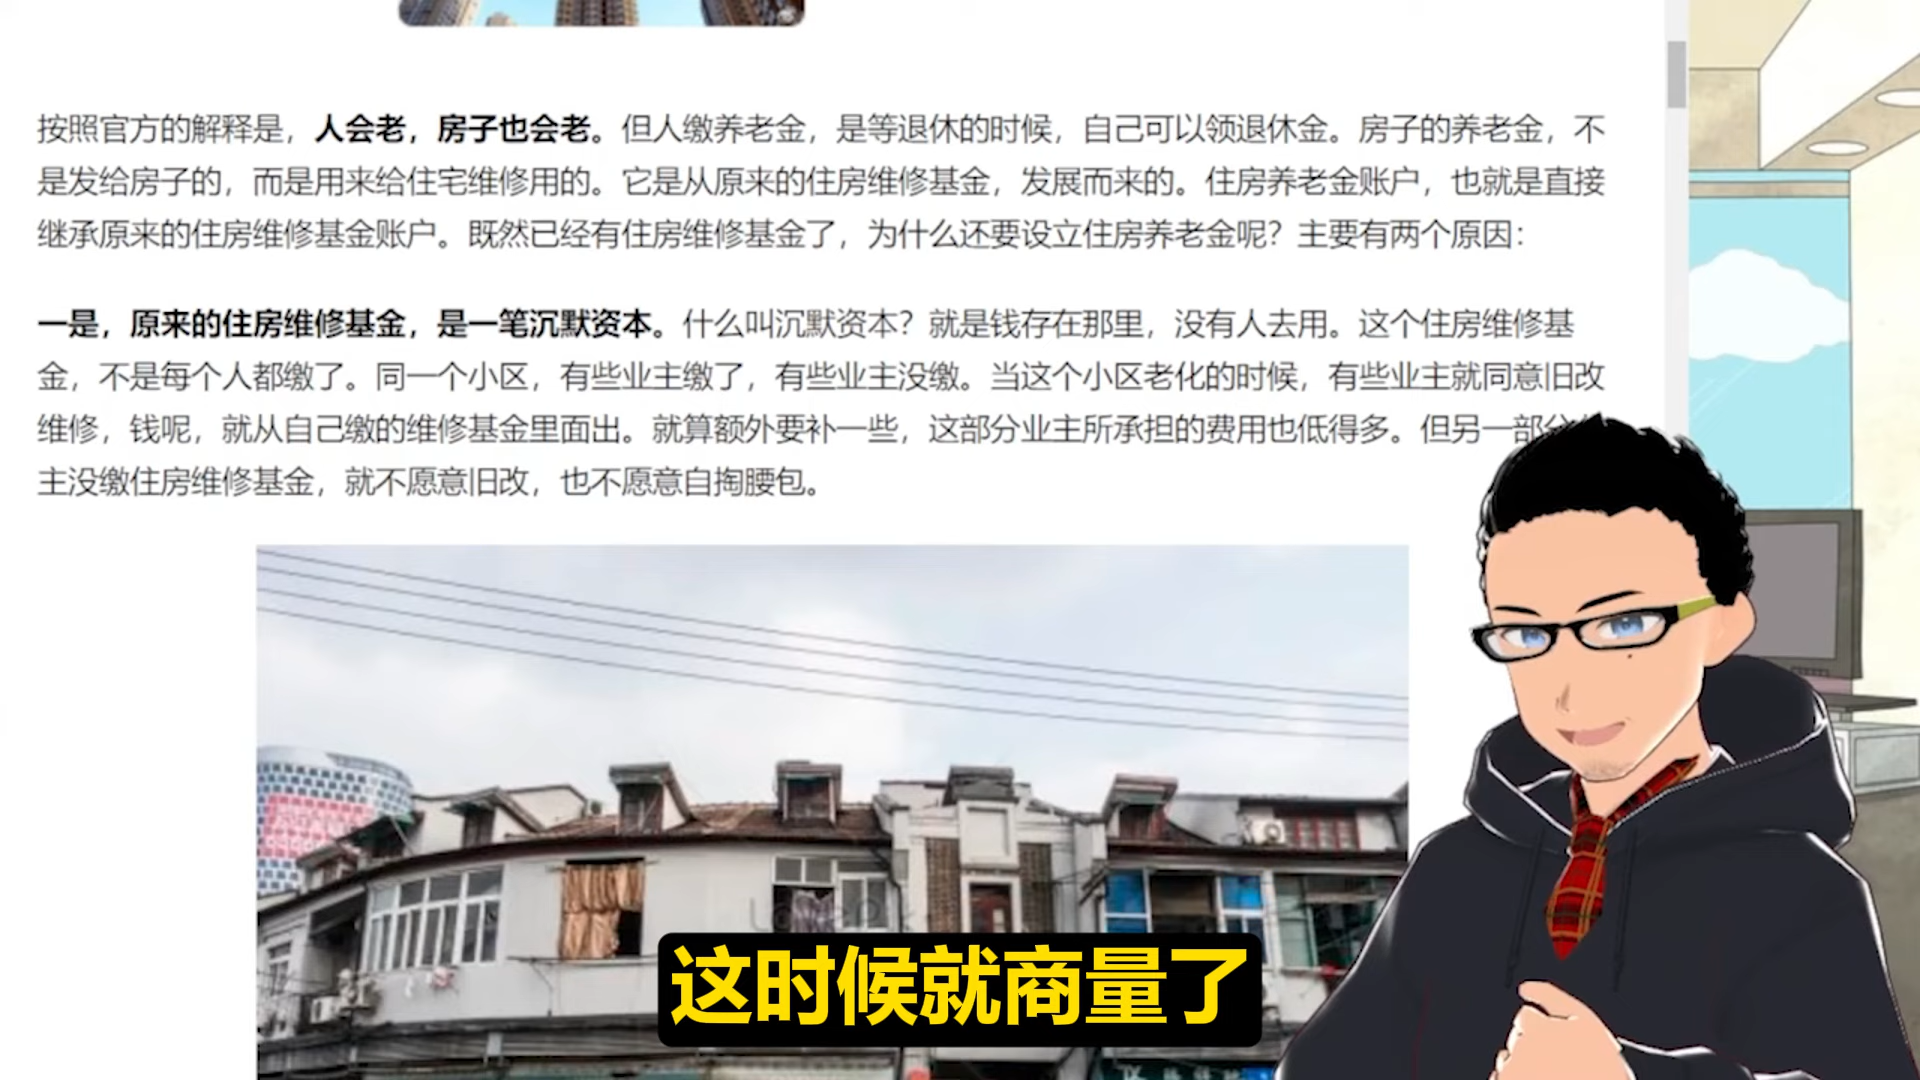 按照官方的解释是，人会老，房子也会老。但人缴养老金，是等退休的时候，自己可以领退休金。房子的养老金，不
是发给房子的，而是用来给住宅维修用的。它是从原来的住房维修基金，发展而来的。住房养老金账户，也就是直接
继承原来的住房维修基金账户。既然已经有住房维修基金了，为什么还要设立住房养老金呢？主要有两个原因：
一是，原来的住房维修基金，是一笔沉默资本。什么叫沉默资本？就是钱存在那里，没有人去用。这个住房维修基
金，不是每个人都缴了。同一个小区，有些业主缴了，有些业主没缴。当这个小区老化的时候，有些业主就同意旧改
维修，钱呢，就从自己缴的维修基金里面出。就算额外要补一些，这部分业主所承担的费用也低得多。但另一部分
主没缴住房维修基金，就不愿意旧改，也不愿意自掏腰包。
这时候就商量了